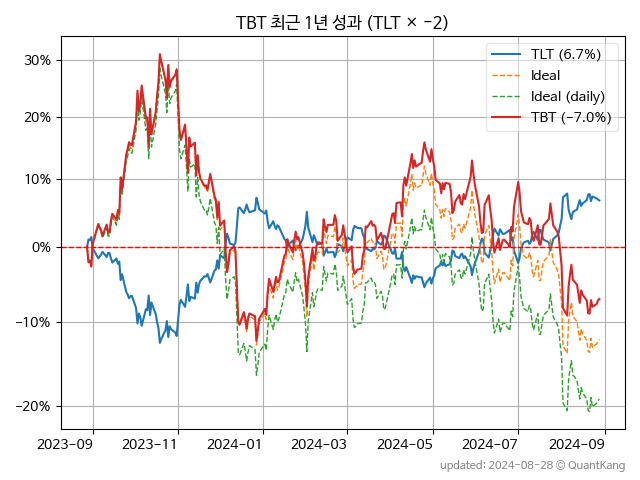 TBT 최근 1년 성과 (TLT × −2)
TLT (6.7%)
Ideal
Ideal (daily)
TBT (−7.0%)
30%
20%
10%
0%
−10%
−20%
2023-09 2023-11 2024-01 2024-03 2024-05 2024-07 2024-09
updated: 2024-08-28 © QuantKang